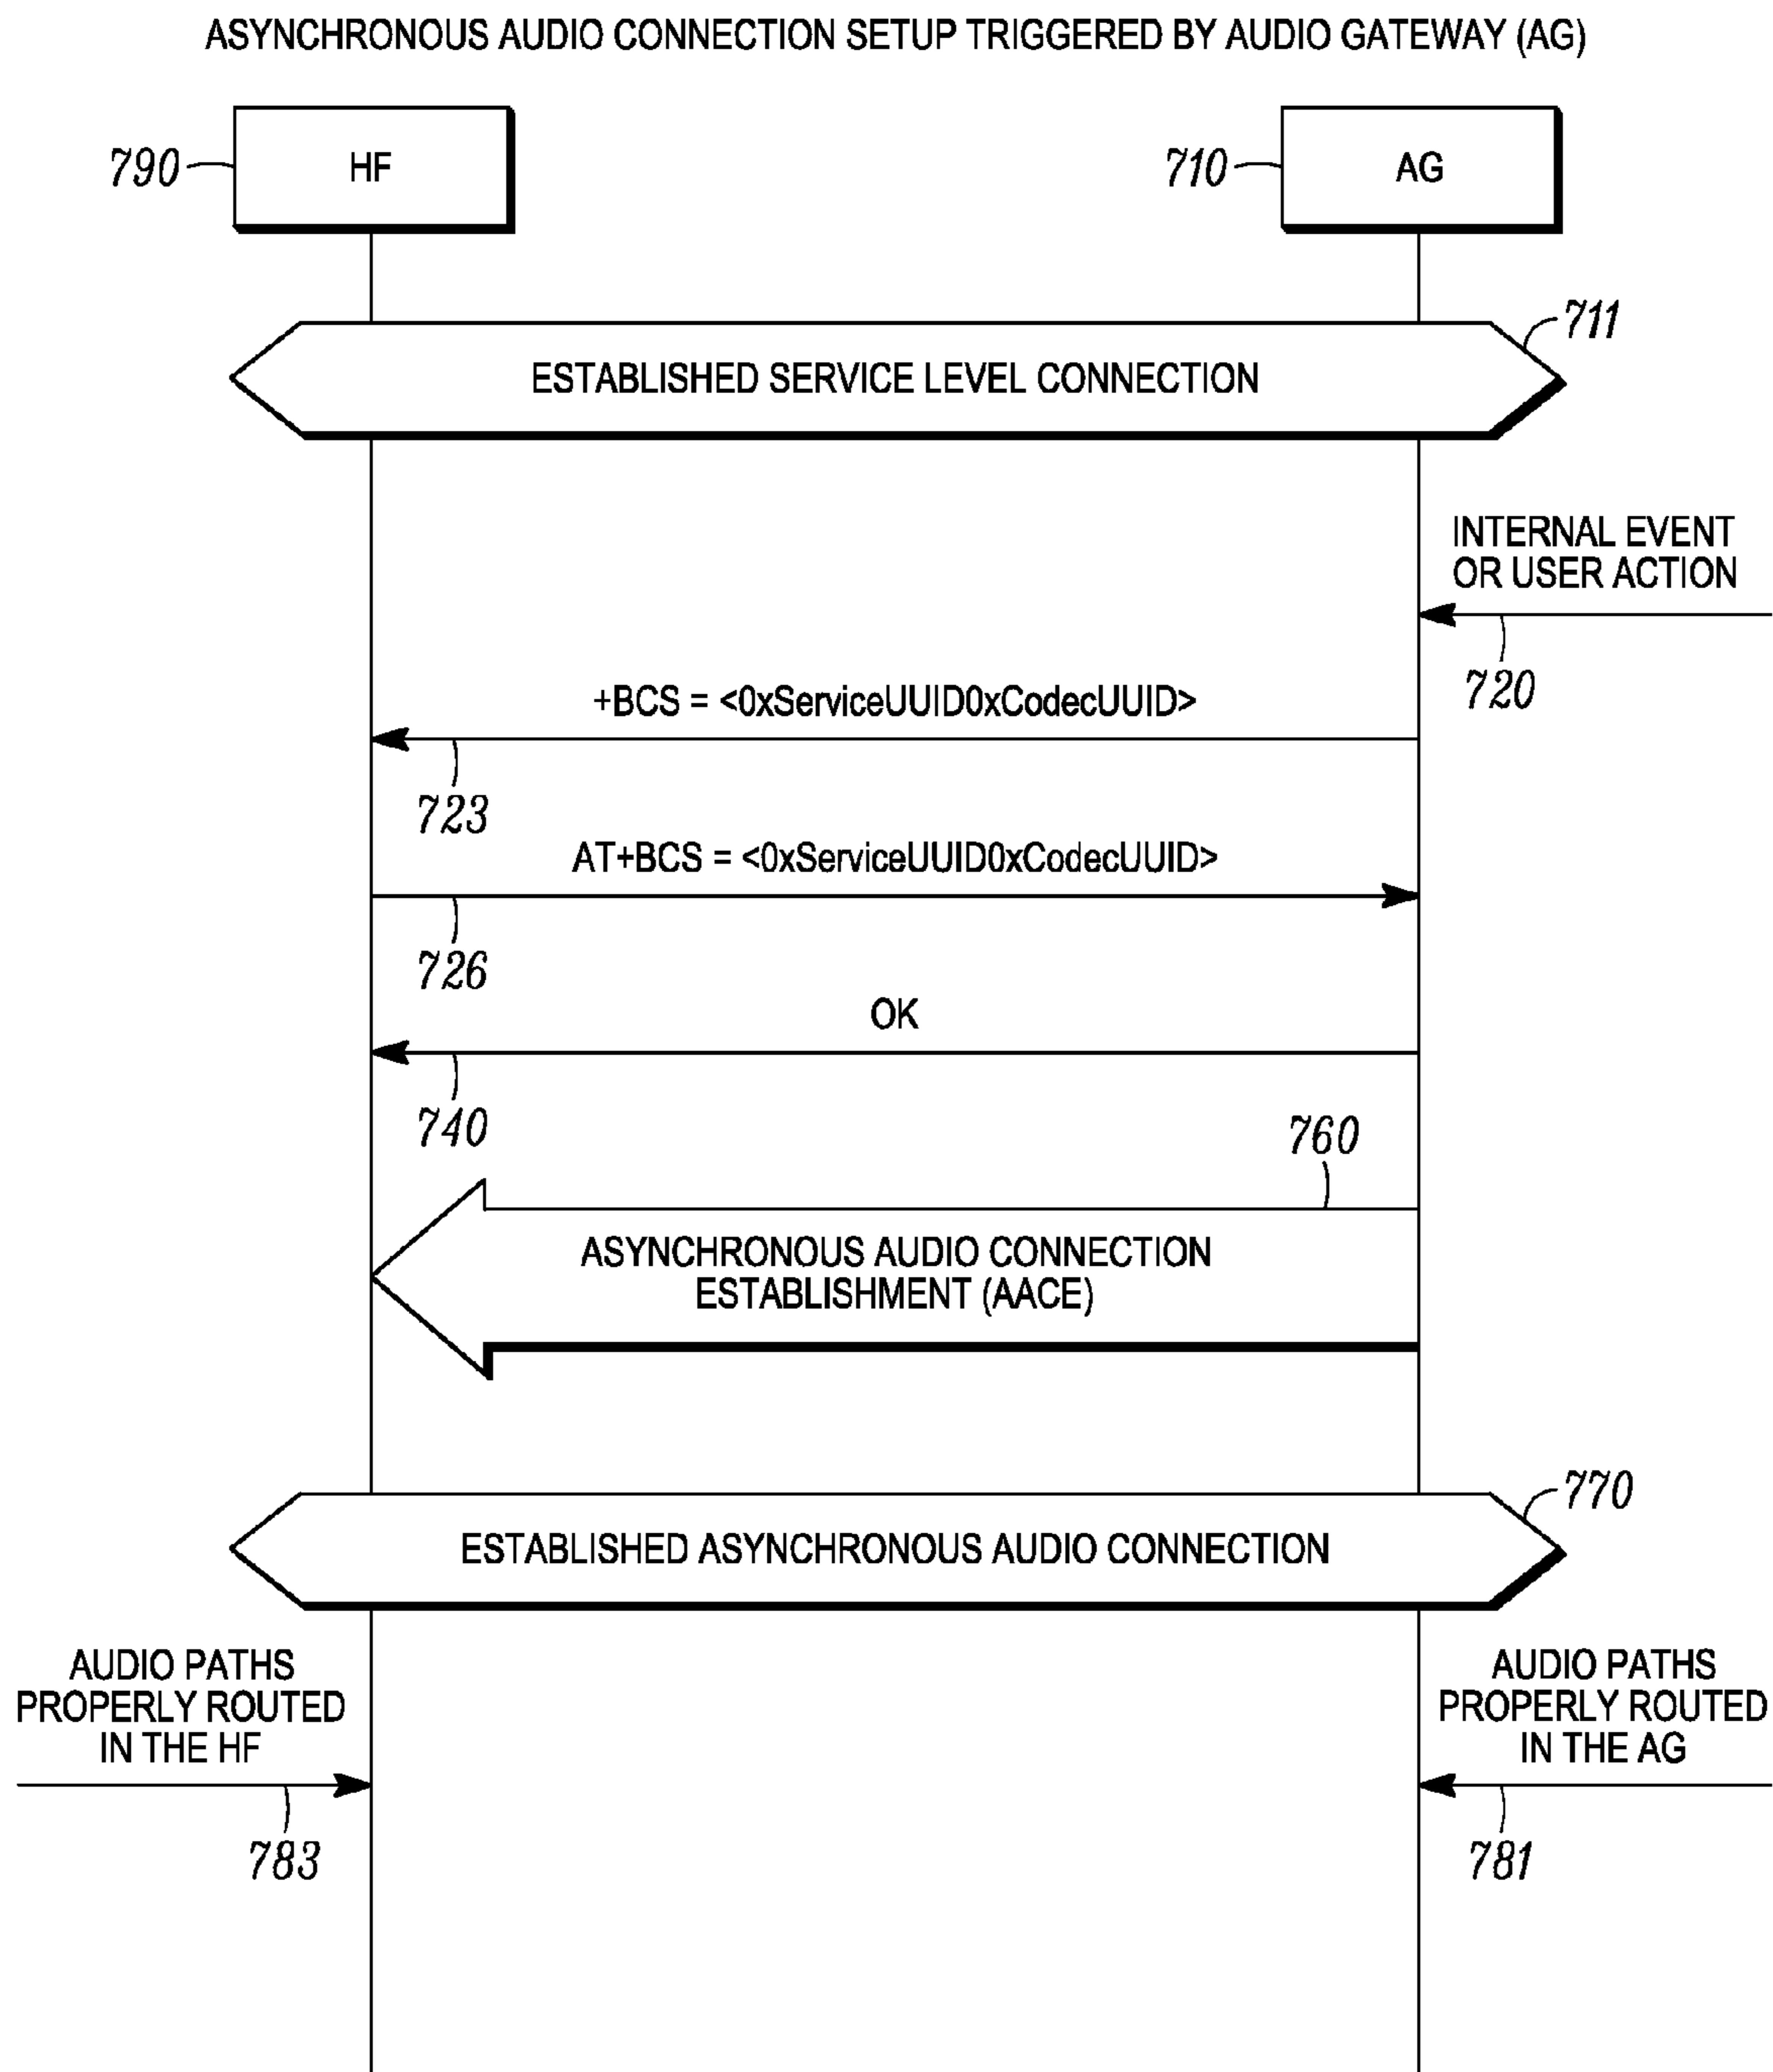 ASYNCHRONOUS AUDIO CONNECTION SETUP TRIGGERED BY AUDIO GATEWAY (AG)
790
HF
710
AG
711
ESTABLISHED SERVICE LEVEL CONNECTION
INTERNAL EVENT
OR USER ACTION
720
+BCS = <0xServiceUUID0xCodecUUID>
723
AT+BCS = <0xServiceUUID0xCodecUUID>
726
OK
740
760
ASYNCHRONOUS AUDIO CONNECTION
ESTABLISHMENT (AACE)
770
ESTABLISHED ASYNCHRONOUS AUDIO CONNECTION
AUDIO PATHS
PROPERLY ROUTED
IN THE HF
783
AUDIO PATHS
PROPERLY ROUTED
IN THE AG
781